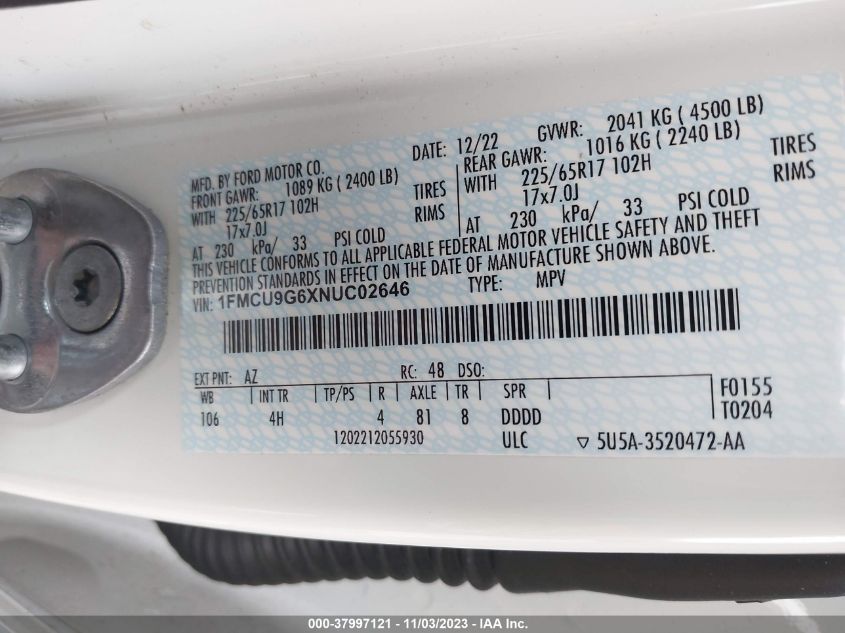 MFD. BY FORD MOTOR CO.
DATE: 12/22 GVWR: 2041 KG ( 4500 LB)
FRONT GAWR: 1089 KG ( 2400 LB)
REAR GAWR: 1016 KG ( 2240 LB)
WITH 225/65R17 102H TIRES
WITH 225/65R17 102H TIRES
17x7.0J RIMS
17x7.0J RIMS
AT 230 kPa/ 33 PSI COLD
AT 230 kPa/ 33 PSI COLD
THIS VEHICLE CONFORMS TO ALL APPLICABLE FEDERAL MOTOR VEHICLE SAFETY AND THEFT
PREVENTION STANDARDS IN EFFECT ON THE DATE OF MANUFACTURE SHOWN ABOVE.
VIN: 1FMCU9G6XNUC02646 TYPE: MPV
EXT PNT: AZ RC: 48 DSO:
WB INT TR TP/PS R AXLE TR SPR F0155
106 4H 4 81 8 DDDD T0204
1202212055930 ULC ▽ 5U5A-3520472-AA
000-37997121 - 11/03/2023 - IAA Inc.